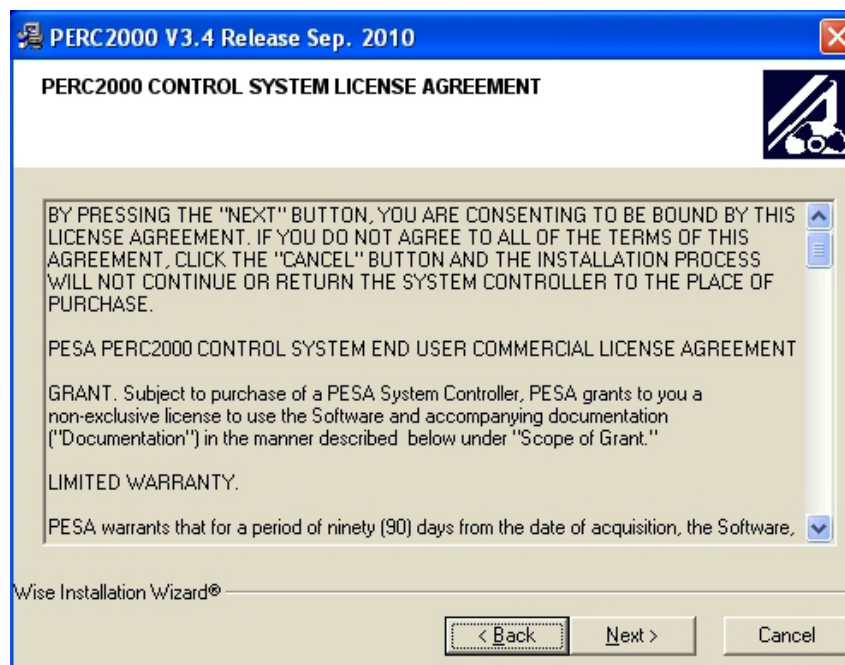 PERC2000 V3.4 Release Sep. 2010
PERC2000 CONTROL SYSTEM LICENSE AGREEMENT
BY PRESSING THE "NEXT" BUTTON, YOU ARE CONSENTING TO BE BOUND BY THIS
LICENSE AGREEMENT. IF YOU DO NOT AGREE TO ALL OF THE TERMS OF THIS
AGREEMENT, CLICK THE "CANCEL" BUTTON AND THE INSTALLATION PROCESS
WILL NOT CONTINUE OR RETURN THE SYSTEM CONTROLLER TO THE PLACE OF
PURCHASE.
PESA PERC2000 CONTROL SYSTEM END USER COMMERCIAL LICENSE AGREEMENT
GRANT. Subject to purchase of a PESA System Controller, PESA grants to you a
non-exclusive license to use the Software and accompanying documentation
("Documentation") in the manner described  below under "Scope of Grant."
LIMITED WARRANTY.
PESA warrants that for a period of ninety (90) days from the date of acquisition, the Software,
Wise Installation Wizard®
< Back
Next >
Cancel